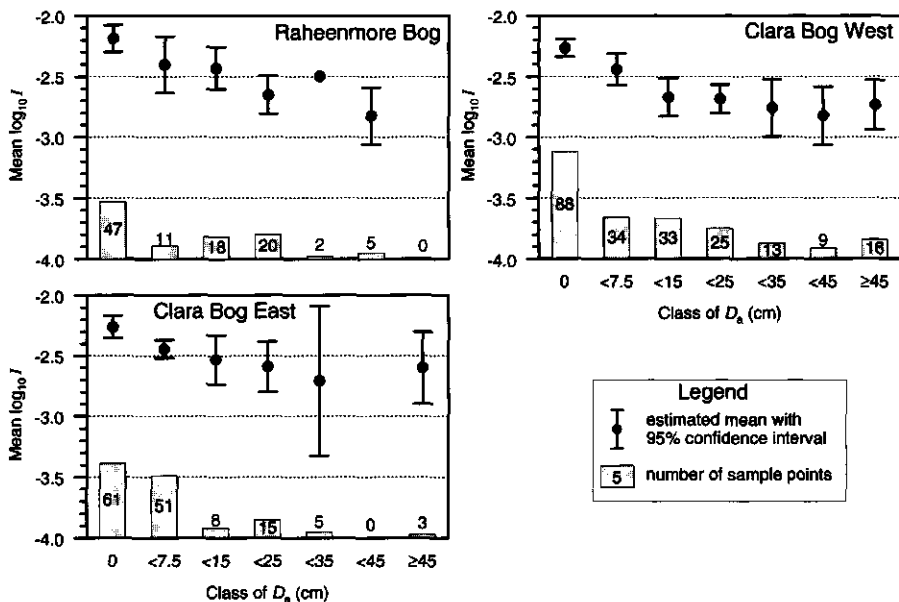 Raheenmore Bog
Mean log10 I
-2.0
-2.5
-3.0
-3.5
-4.0
47 11 18 20 2 5 0
Clara Bog West
Mean log10 I
-2.0
-2.5
-3.0
-3.5
-4.0
88 34 33 25 13 9 16
0 <7.5 <15 <25 <35 <45 ≥45
Class of Da (cm)
Clara Bog East
Mean log10 I
-2.0
-2.5
-3.0
-3.5
-4.0
61 51 8 15 5 0 3
0 <7.5 <15 <25 <35 <45 ≥45
Class of Da (cm)
Legend
estimated mean with
95% confidence interval
5 number of sample points